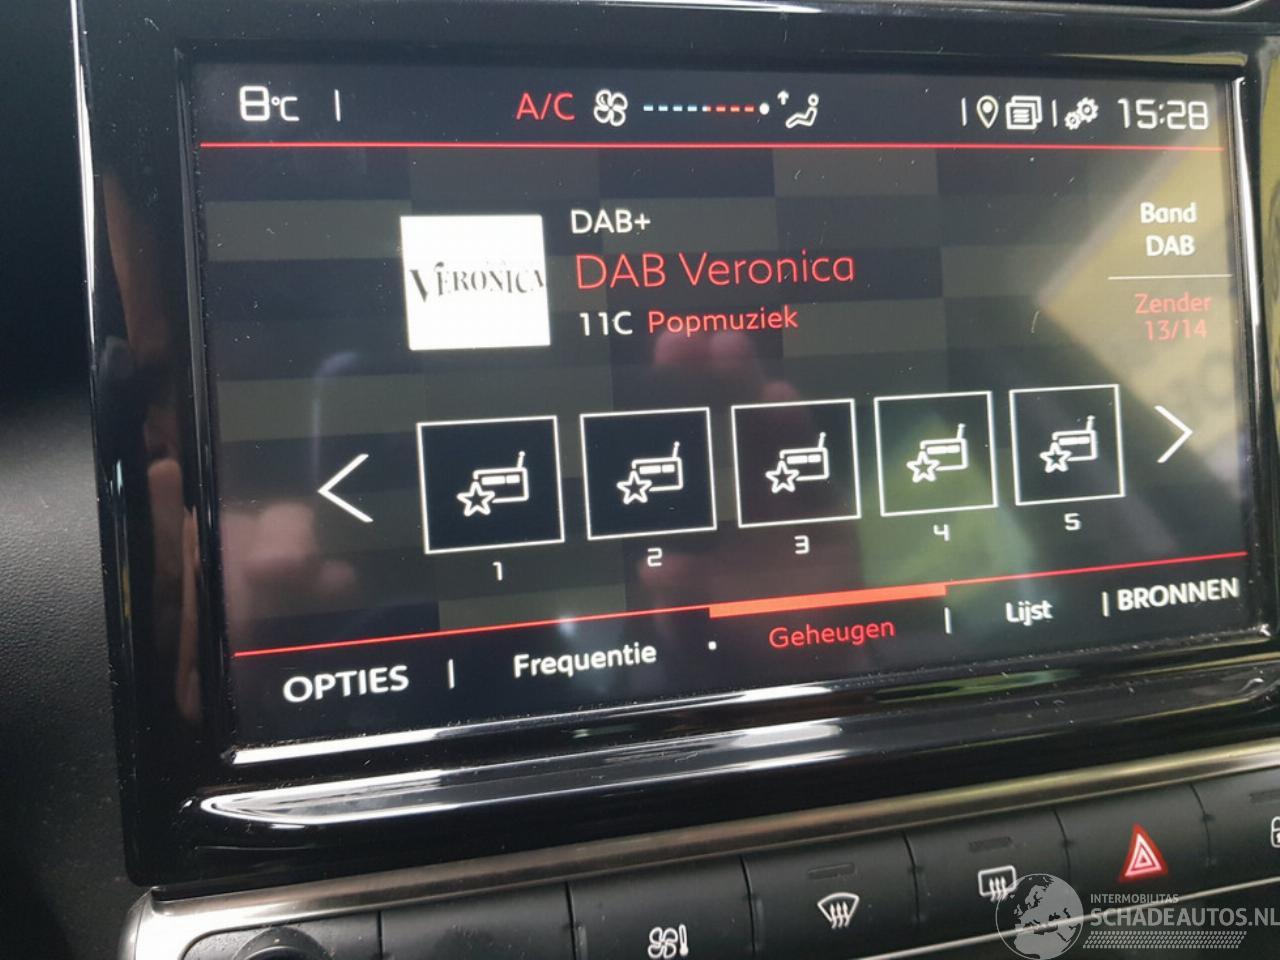 8°C | A/C | | 15:28
DAB+
Band
DAB
VERONICA
DAB Veronica
11C Popmuziek
Zender
13/14
1 2 3 4 5
OPTIES | Frequentie Geheugen | Lijst | BRONNEN
INTERMOBILITAS
SCHADEAUTOS.NL